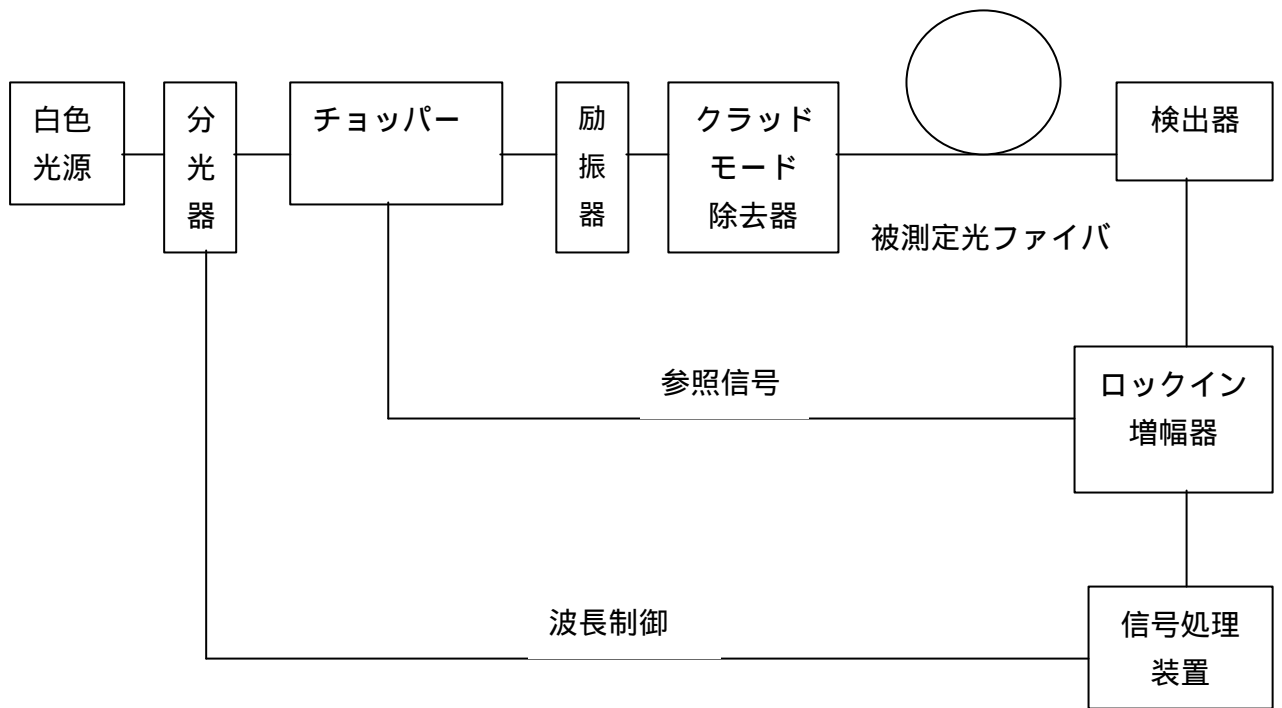 白色
光源
分
光
器
チョッパー
励
振
器
クラッド
モード
除去器
検出器
被測定光ファイバ
参照信号
ロックイン
増幅器
波長制御
信号処理
装置